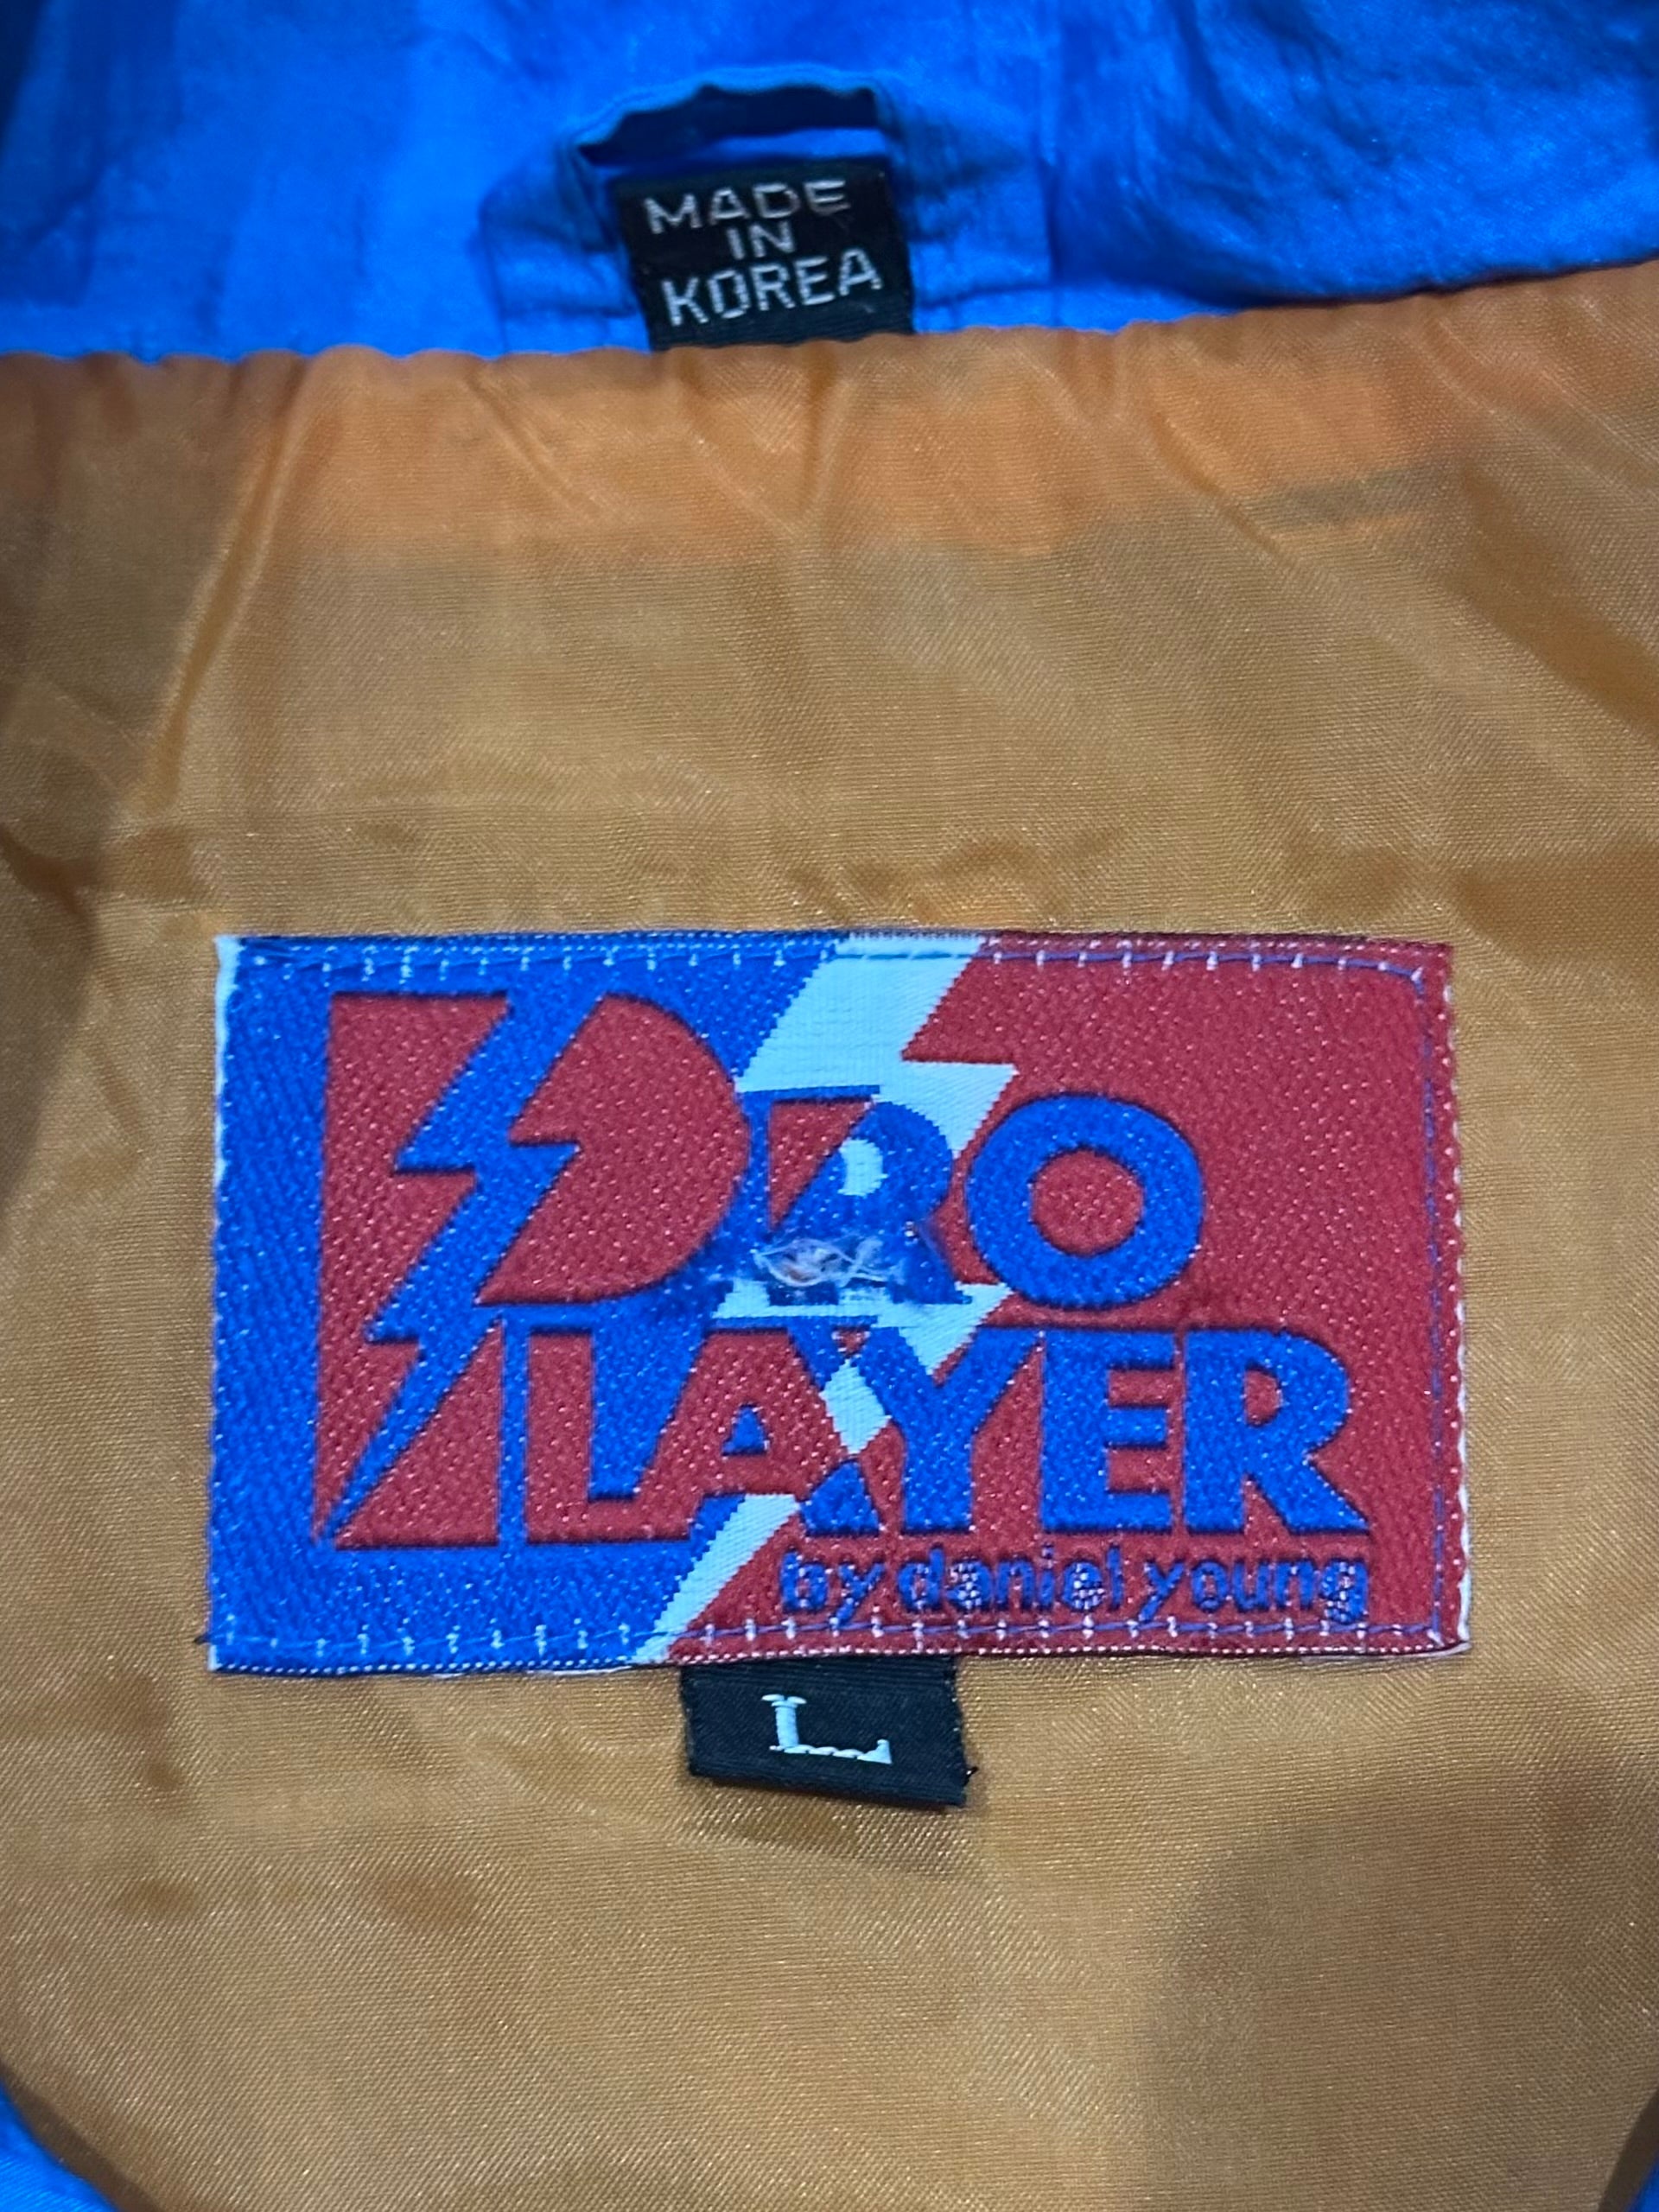 MADE
IN
KOREA
PRO
PLAYER
by daniel young
L